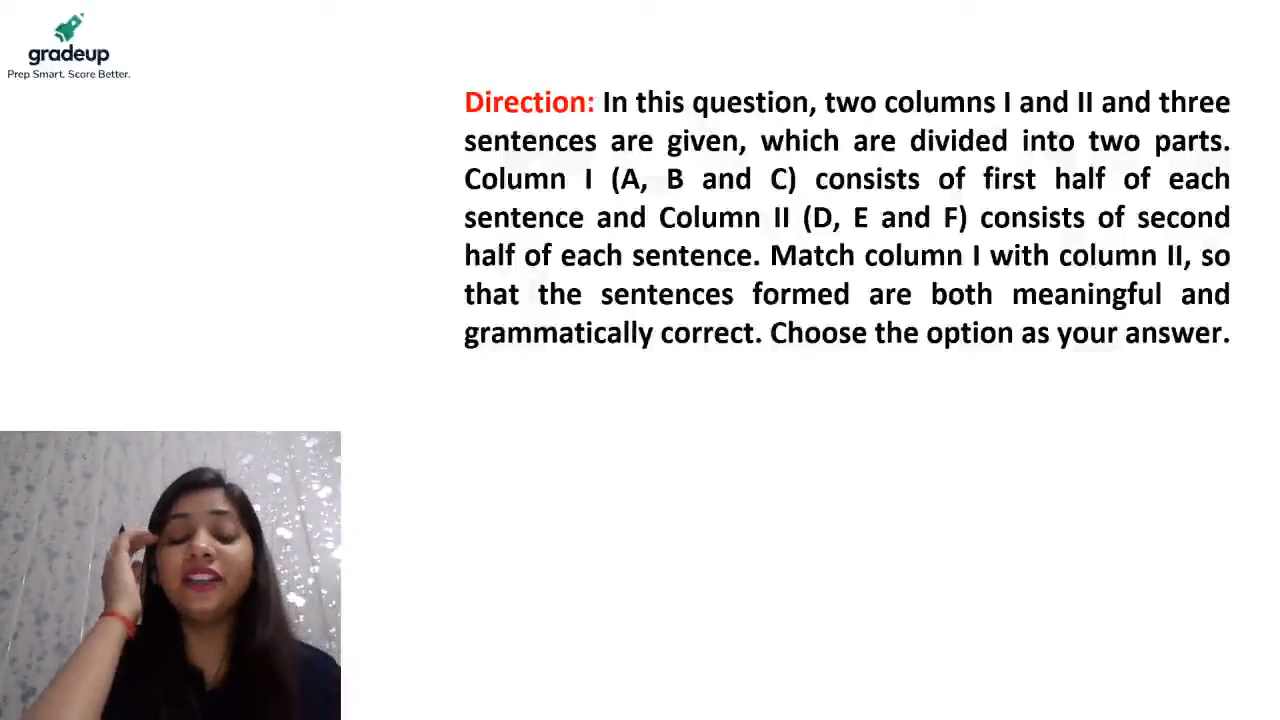 gradeup
Prep Smart. Score Better.
Direction: In this question, two columns I and II and three
sentences are given, which are divided into two parts.
Column I (A, B and C) consists of first half of each
sentence and Column II (D, E and F) consists of second
half of each sentence. Match column I with column II, so
that the sentences formed are both meaningful and
grammatically correct. Choose the option as your answer.